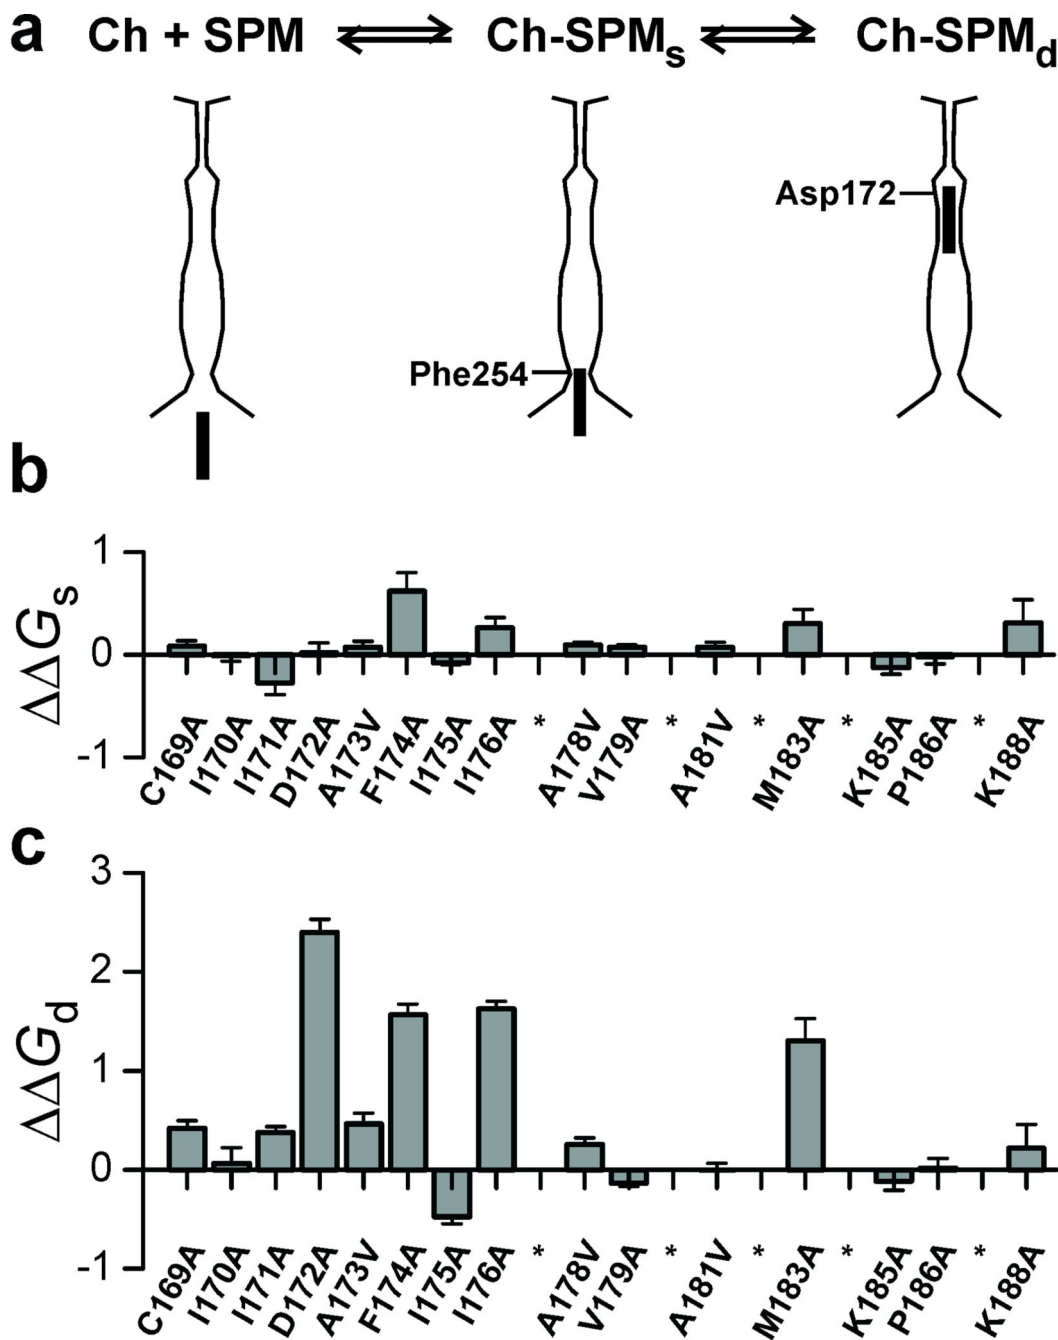 a Ch + SPM ⇌ Ch-SPMs ⇌ Ch-SPMd
Asp172
Phe254
b
1
0
-1
ΔΔGs
C169A I170A I171A D172A A173V F174A I175A I176A * A178V V179A * A181V * M183A * K185A P186A * K188A
c
3
2
1
0
-1
ΔΔGd
C169A I170A I171A D172A A173V F174A I175A I176A * A178V V179A * A181V * M183A * K185A P186A * K188A